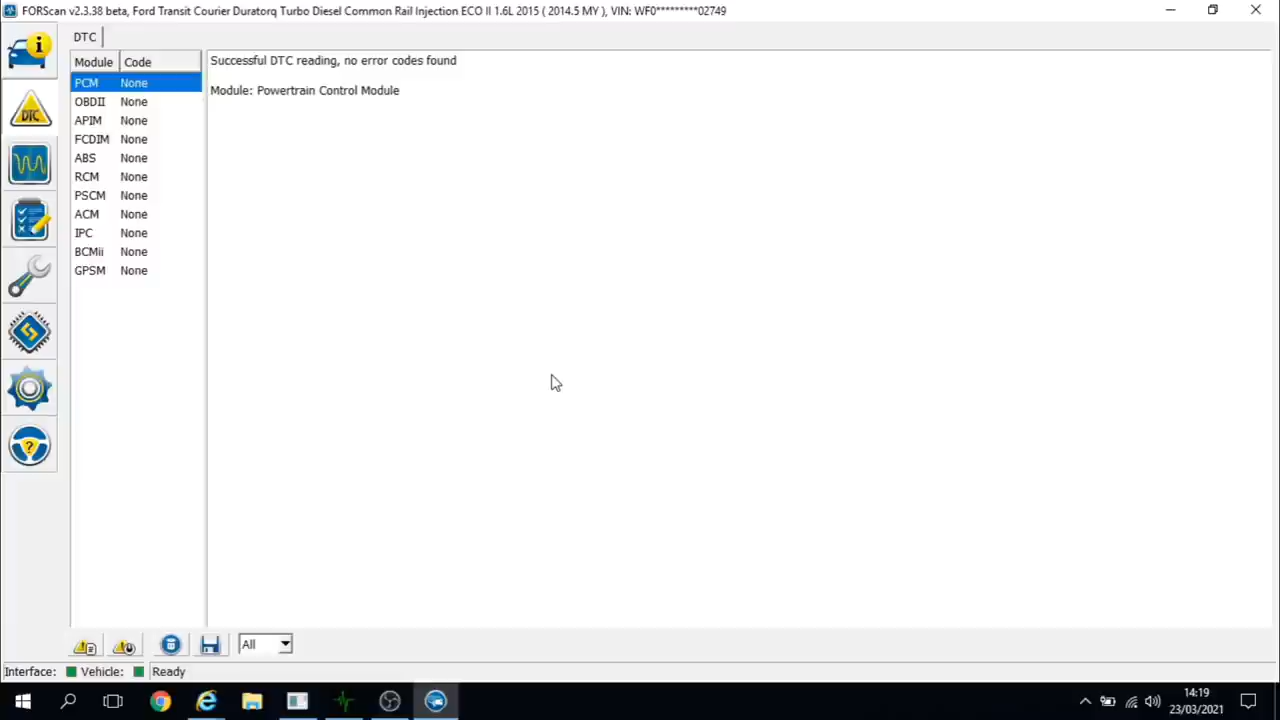 FORScan v2.3.38 beta, Ford Transit Courier Duratorq Turbo Diesel Common Rail Injection ECO II 1.6L 2015 ( 2014.5 MY ), VIN: WF0*********02749
DTC
Module Code
PCM None
OBDII None
APIM None
FCDIM None
ABS None
RCM None
PSCM None
ACM None
IPC None
BCMii None
GPSM None
Successful DTC reading, no error codes found
Module: Powertrain Control Module
DTC
All
Interface: Vehicle: Ready
14:19
23/03/2021